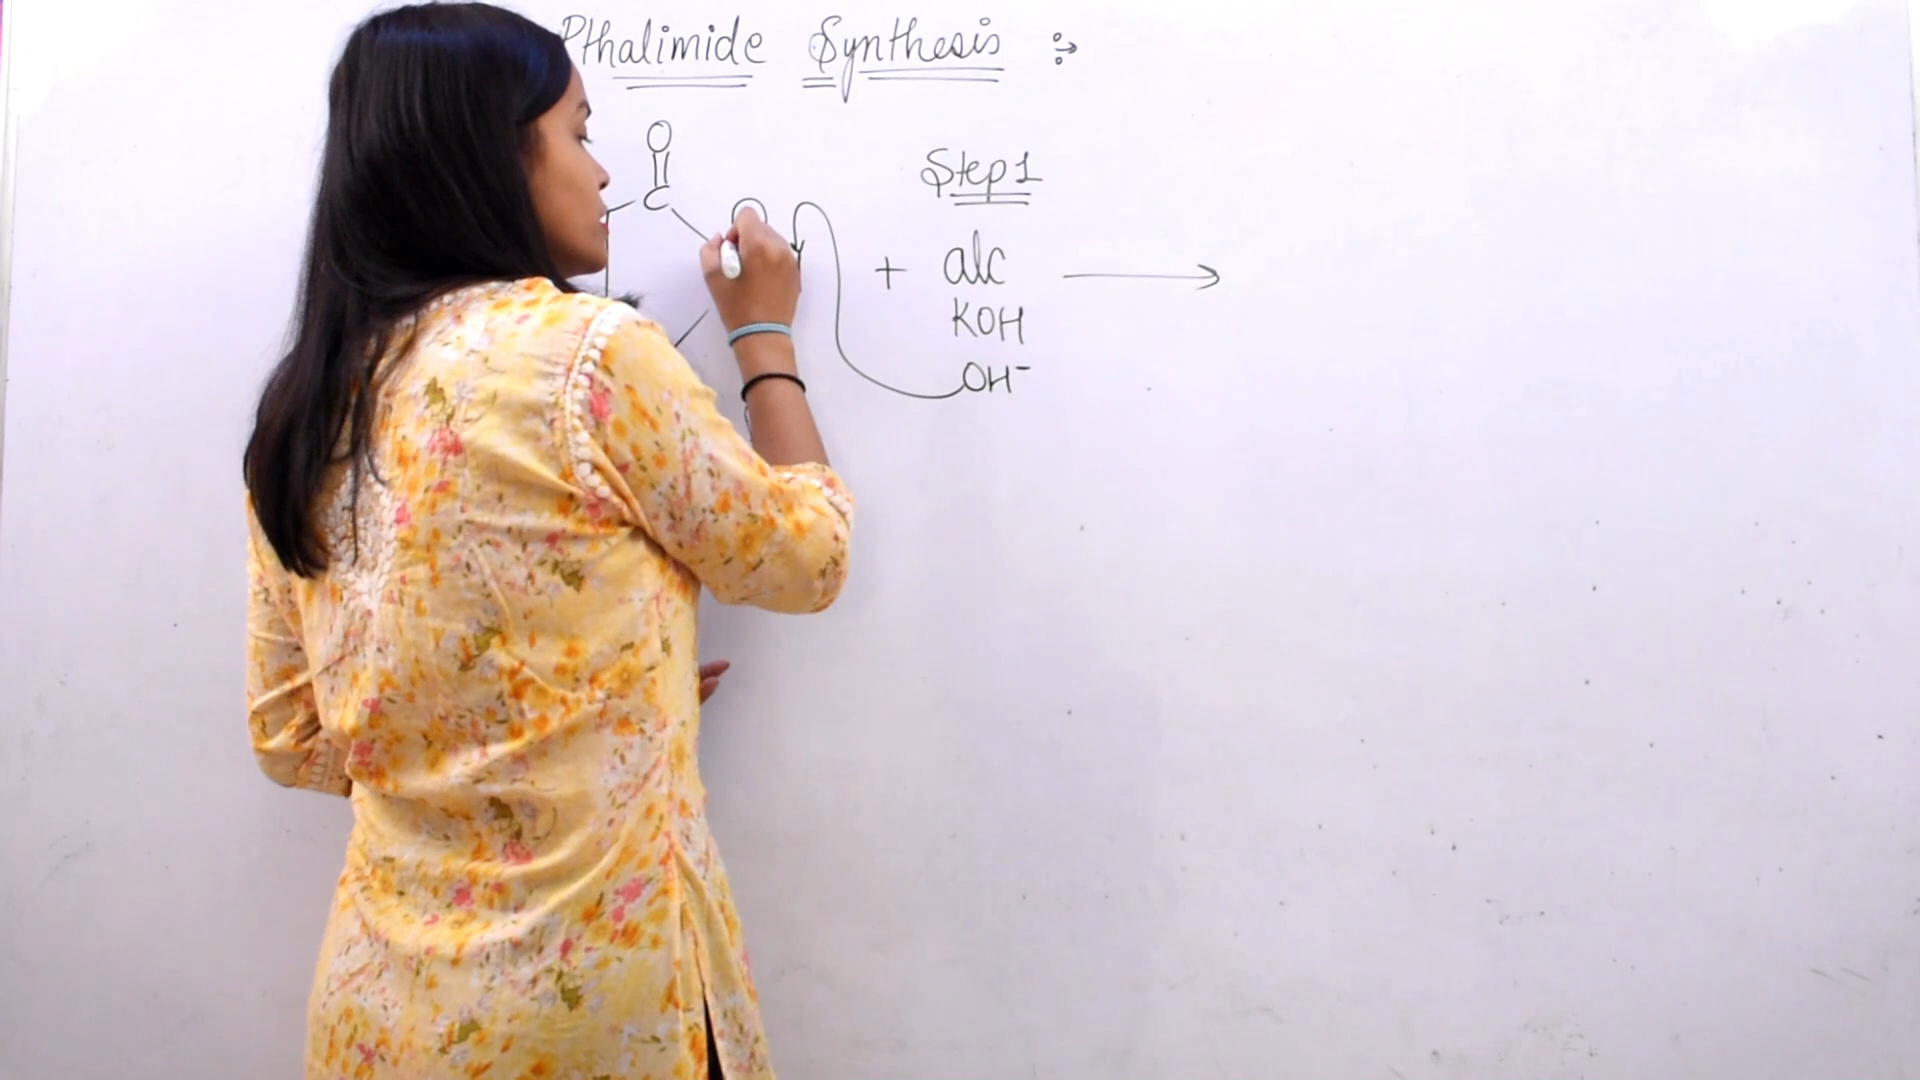 Pthalimide Synthesis :→
O
C
Step 1
+ alc
KOH
OH⁻